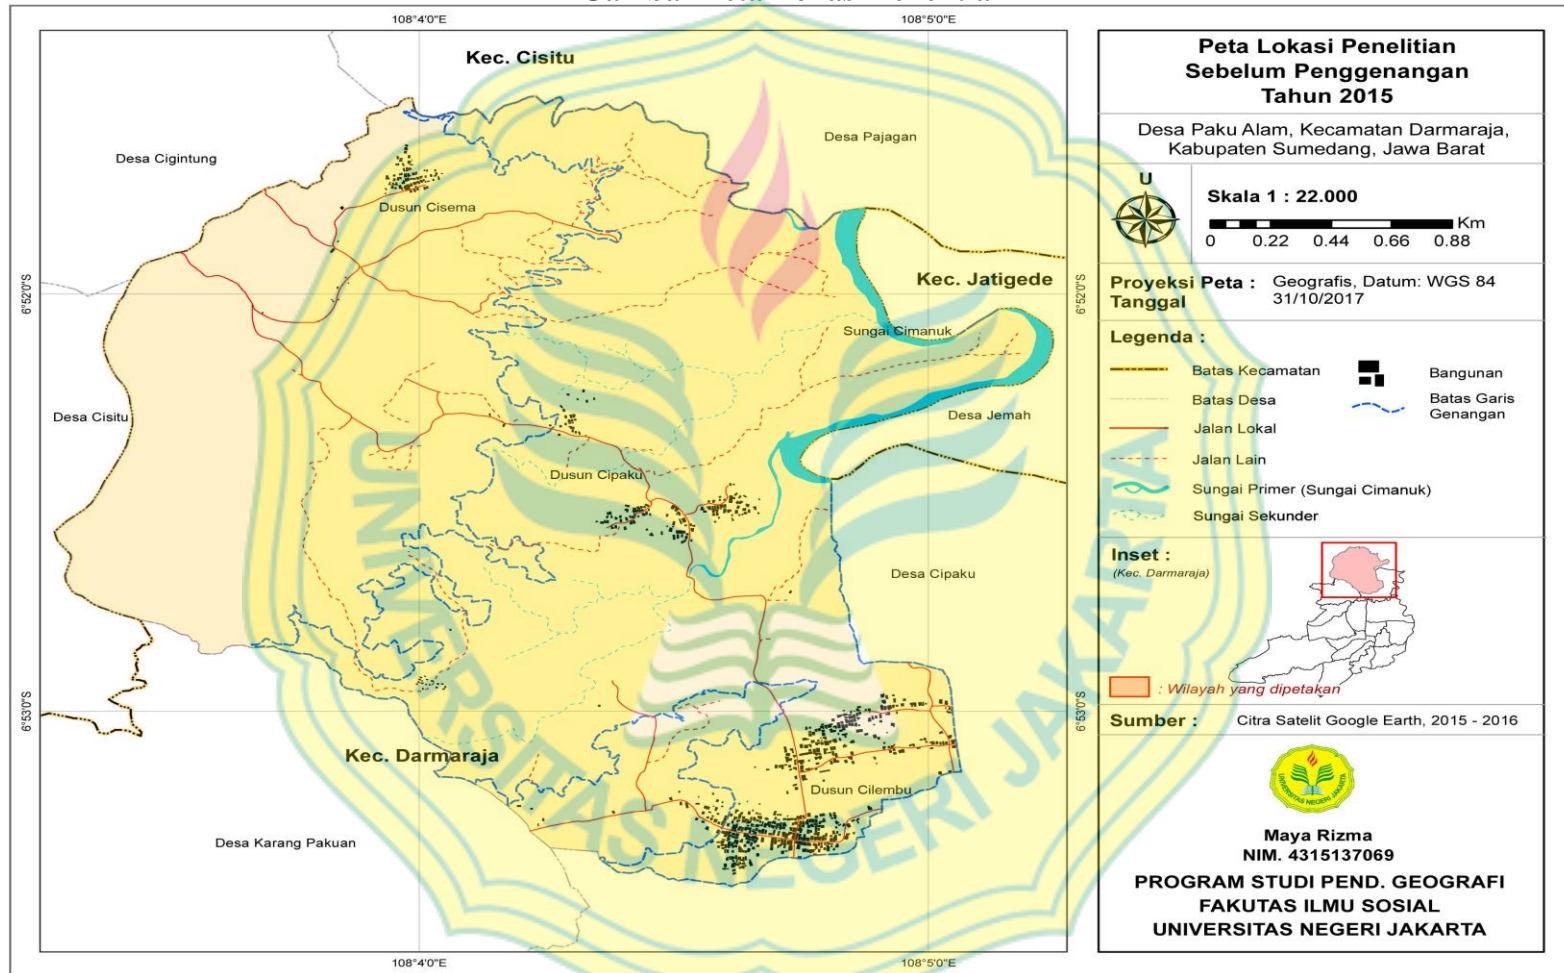 108°4'0"E
108°5'0"E
Kec. Cisitu
Desa Pajagan
Desa Cigintung
Dusun Cisema
Kec. Jatigede
6°52'0"S
6°52'0"S
Sungai Cimanuk
Desa Cisitu
Desa Jemah
Dusun Cipaku
Desa Cipaku
6°53'0"S
6°53'0"S
Kec. Darmaraja
Dusun Cilembu
Desa Karang Pakuan
108°4'0"E
108°5'0"E
UNIVERSITAS NEGERI JAKARTA
Peta Lokasi Penelitian
Sebelum Penggenangan
Tahun 2015
Desa Paku Alam, Kecamatan Darmaraja,
Kabupaten Sumedang, Jawa Barat
U
Skala 1 : 22.000
Km
0 0.22 0.44 0.66 0.88
Proyeksi Peta : Geografis, Datum: WGS 84
Tanggal 31/10/2017
Legenda :
Batas Kecamatan
Bangunan
Batas Desa
Batas Garis
Genangan
Jalan Lokal
Jalan Lain
Sungai Primer (Sungai Cimanuk)
Sungai Sekunder
Inset :
(Kec. Darmaraja)
: Wilayah yang dipetakan
Sumber : Citra Satelit Google Earth, 2015 - 2016
UNIVERSITAS NEGERI JAKARTA
Maya Rizma
NIM. 4315137069
PROGRAM STUDI PEND. GEOGRAFI
FAKUTAS ILMU SOSIAL
UNIVERSITAS NEGERI JAKARTA